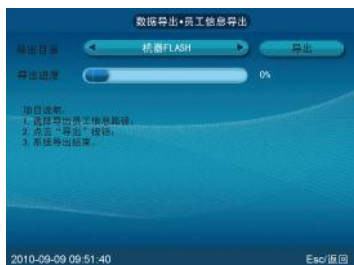 数据导出•员工信息导出
导出目录
机器FLASH
导出
导出进度
0%
项目说明:
1. 选择导出员工信息路径;
2. 点击“导出”按钮;
3. 系统导出结束。
2010-09-09 09:51:40
Esc/返回